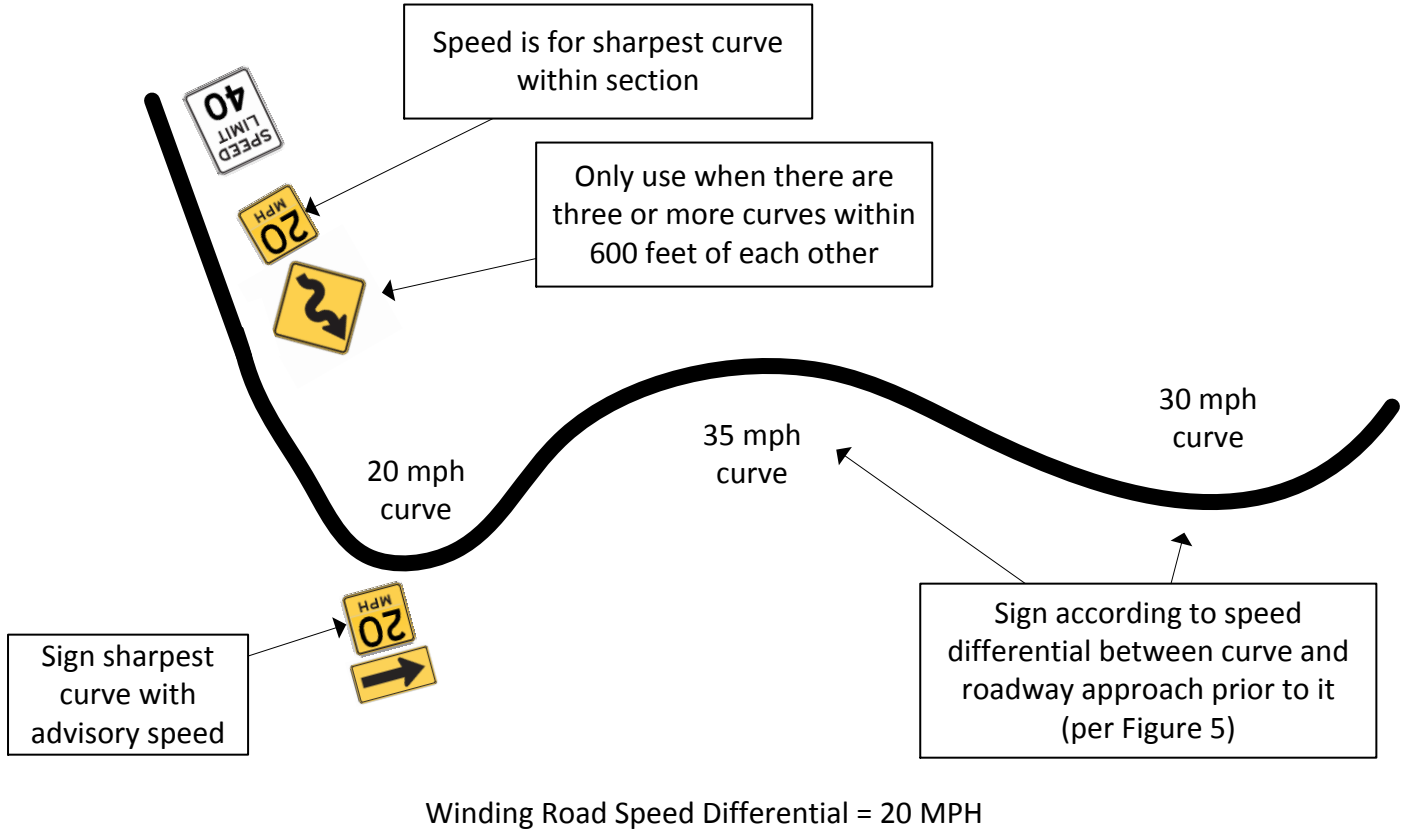 Speed is for sharpest curve
within section
SPEED
LIMIT
40
20
MPH
Only use when there are
three or more curves within
600 feet of each other
20 mph
curve
35 mph
curve
30 mph
curve
20
MPH
Sign sharpest
curve with
advisory speed
Sign according to speed
differential between curve and
roadway approach prior to it
(per Figure 5)
Winding Road Speed Differential = 20 MPH